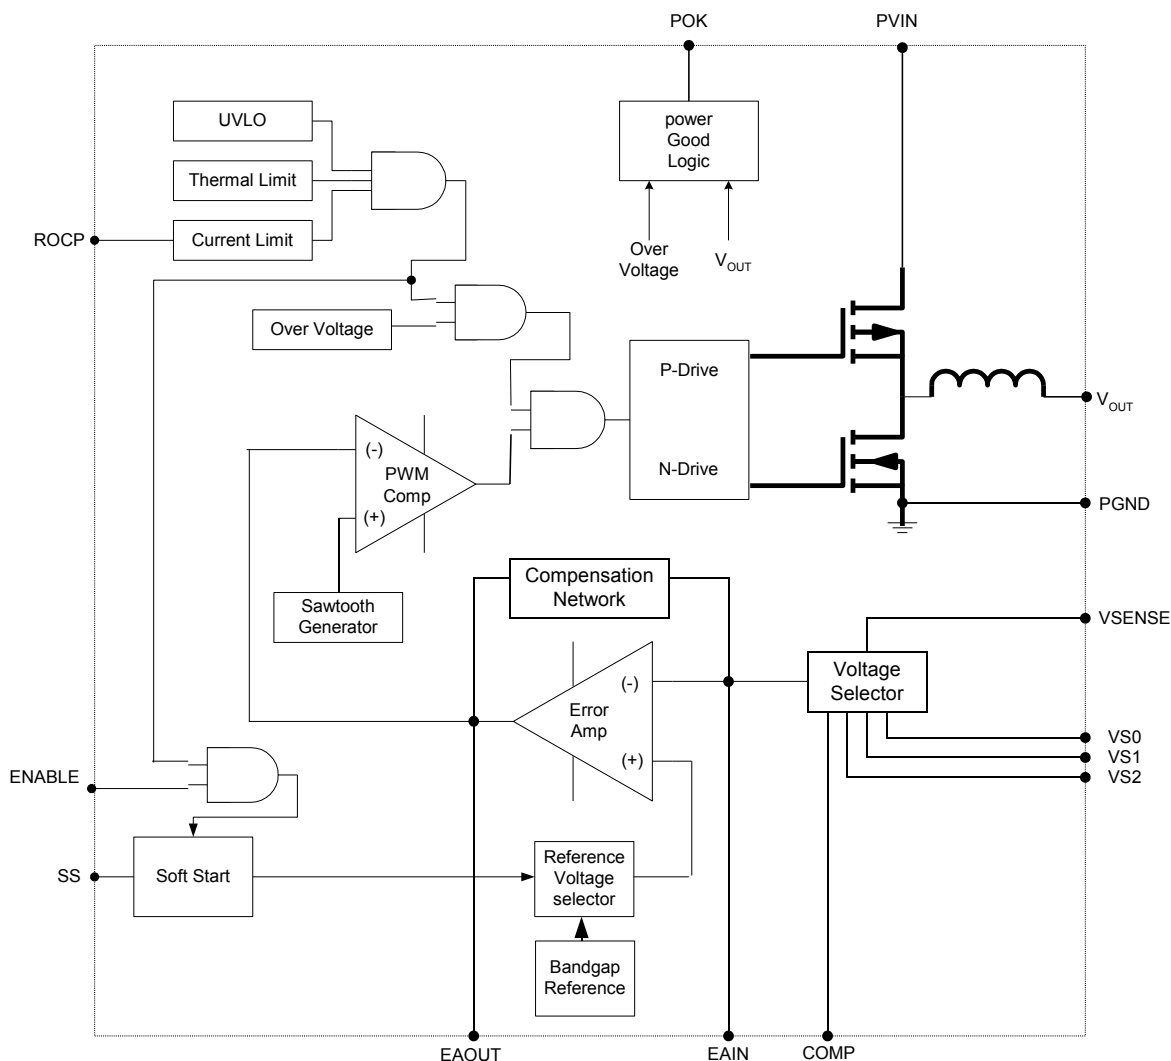 POK
PVIN
UVLO
power
Good
Logic
Thermal Limit
ROCP
Current Limit
Over
Voltage
VOUT
Over Voltage
P-Drive
VOUT
(-)
PWM
Comp
N-Drive
(+)
PGND
Compensation
Network
Sawtooth
Generator
VSENSE
Voltage
Selector
(-)
Error
Amp
(+)
VS0
VS1
VS2
ENABLE
Reference
Voltage
selector
SS
Soft Start
Bandgap
Reference
EAOUT
EAIN
COMP